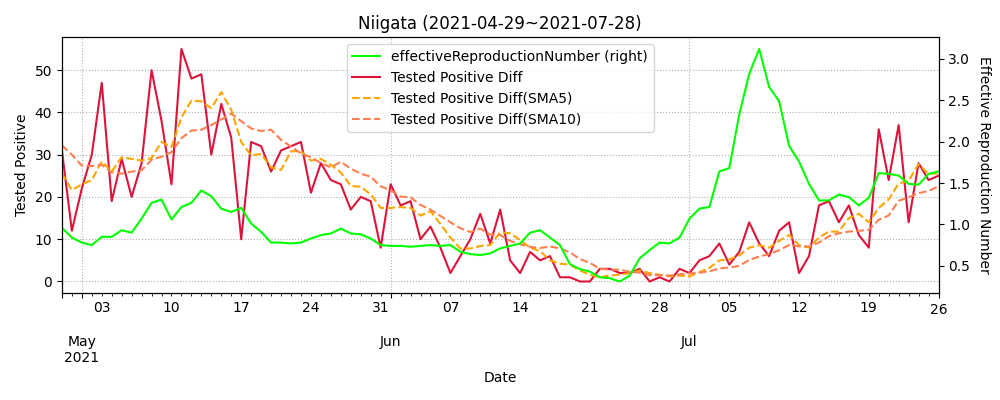 Niigata (2021-04-29~2021-07-28)
effectiveReproductionNumber (right)
Tested Positive Diff
Tested Positive Diff(SMA5)
Tested Positive Diff(SMA10)
Tested Positive
50
40
30
20
10
0
3.0
2.5
2.0
1.5
1.0
0.5
Effective Reproduction Number
03 10 17 24 31 07 14 21 28 05 12 19 26
May Jun Jul
2021
Date